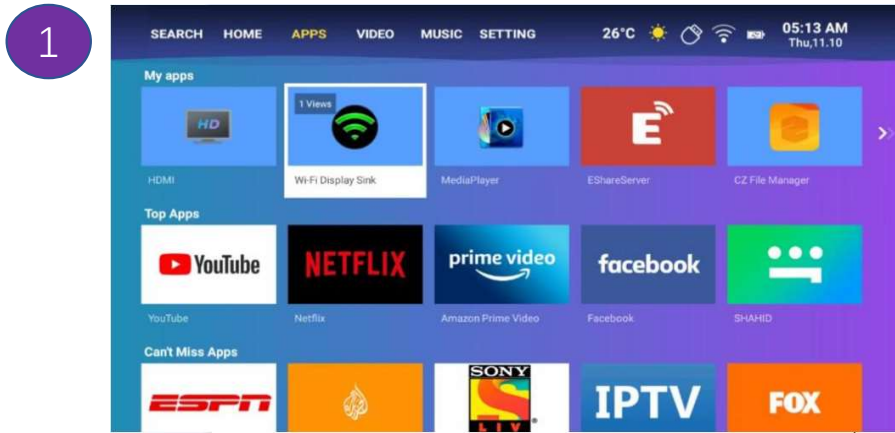 1
SEARCH HOME APPS VIDEO MUSIC SETTING 26°C 05:13 AM
Thu,11.10
My apps
HD 1 Views E
HDMI Wi-Fi Display Sink MediaPlayer EShareServer CZ File Manager
Top Apps
YouTube NETFLIX prime video facebook
YouTube Netflix Amazon Prime Video Facebook SHAHID
Can't Miss Apps
ESPN SONY LIV IPTV FOX